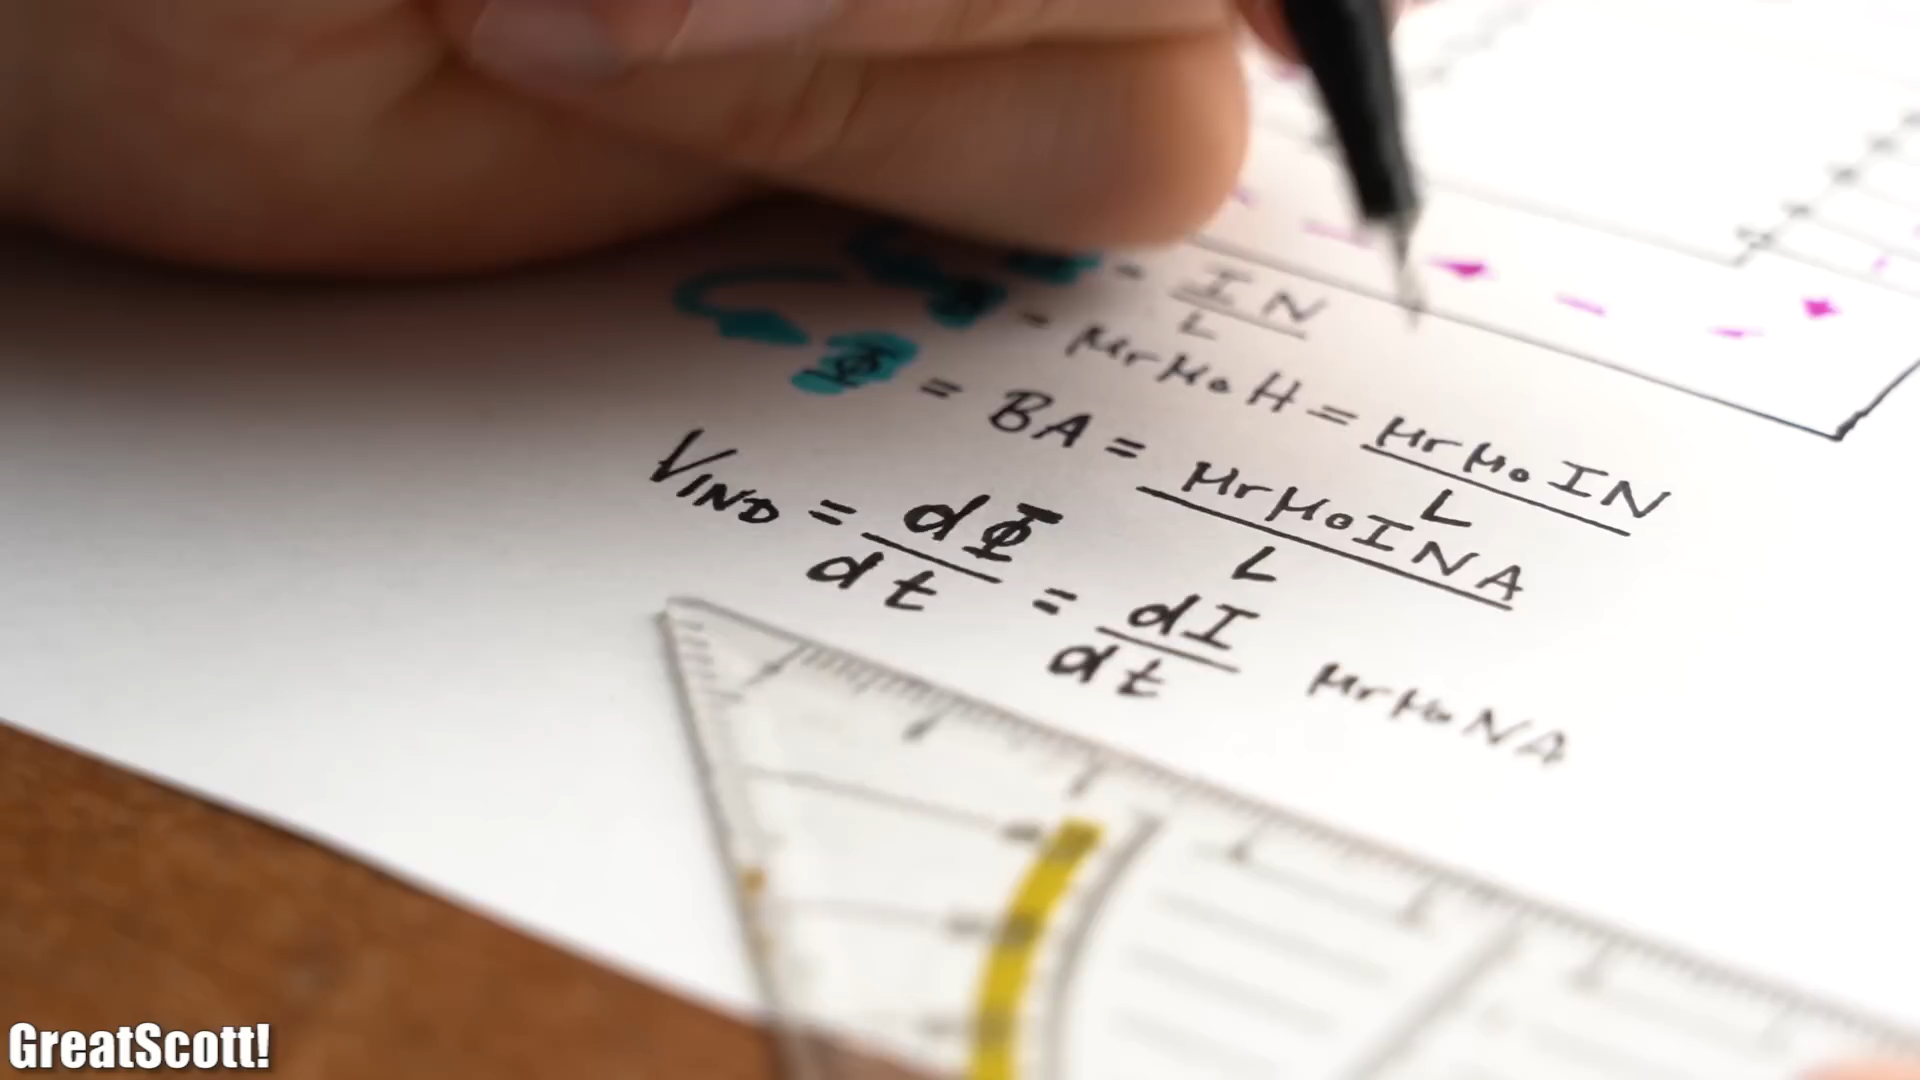 = IN/L
= μrμ₀H = μrμ₀IN/L
Φ = BA = μrμ₀INA/L
VIND = dΦ/dt = dI/dt μrμ₀NA
GreatScott!